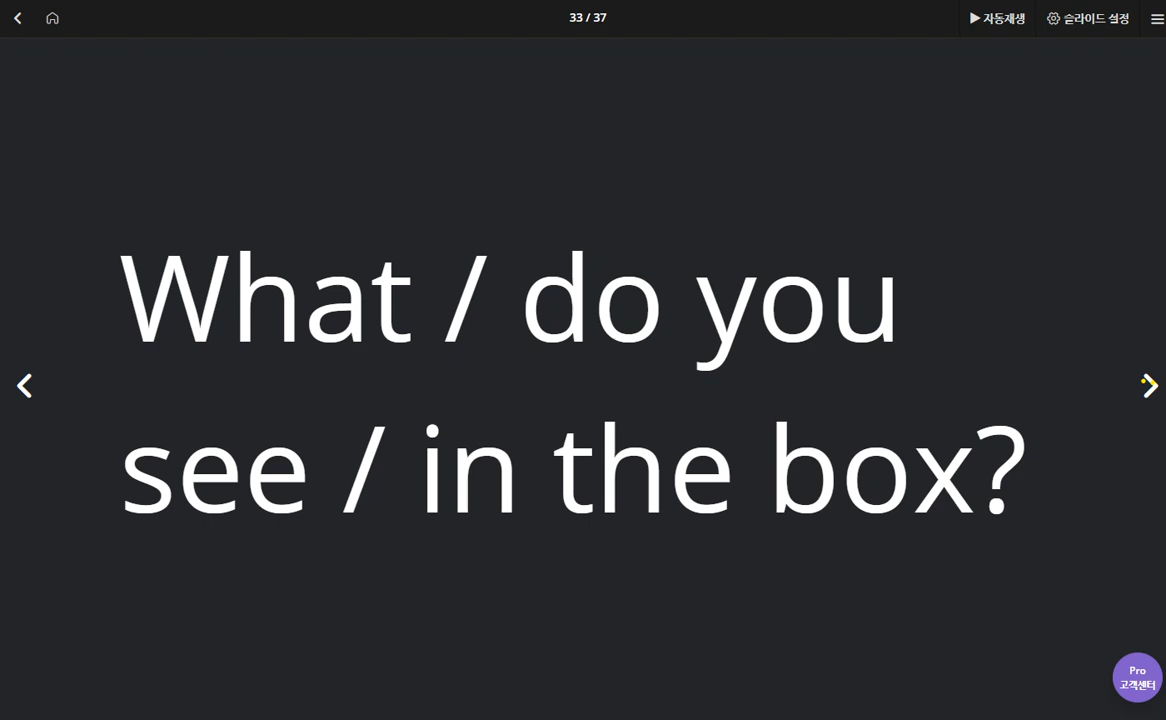 33 / 37
▶ 자동재생
슬라이드 설정
What / do you
see / in the box?
Pro
고객센터